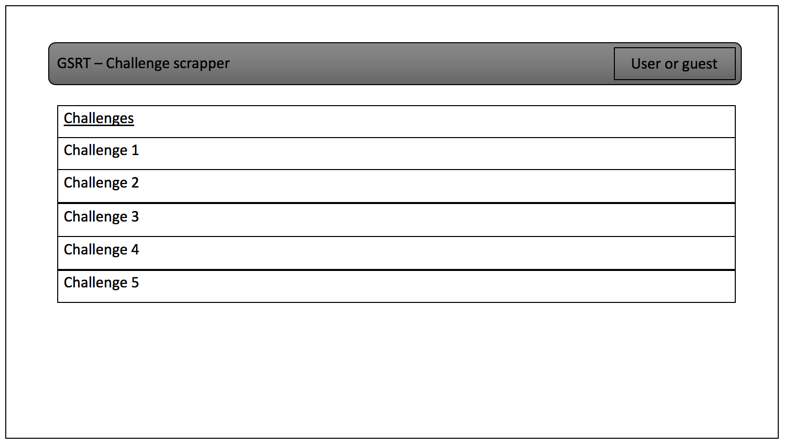 GSRT – Challenge scrapper
User or guest
Challenges
Challenge 1
Challenge 2
Challenge 3
Challenge 4
Challenge 5